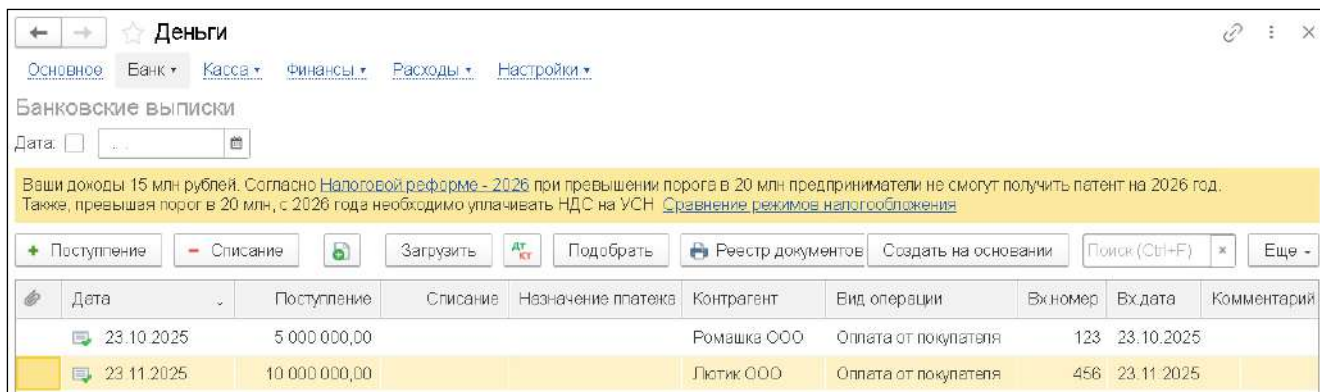 Деньги
Основное Банк Касса Финансы Расходы Настройки
Банковские выписки
Дата: . .
Ваши доходы 15 млн рублей. Согласно Налоговой реформе - 2026 при превышении порога в 20 млн предприниматели не смогут получить патент на 2026 год.
Также, превышая порог в 20 млн, с 2026 года необходимо уплачивать НДС на УСН Сравнение режимов налогообложения
+ Поступление − Списание Загрузить Дт Кт Подобрать Реестр документов Создать на основании Поиск (Ctrl+F) × Еще
Дата Поступление Списание Назначение платежа Контрагент Вид операции Вх.номер Вх.дата Комментарий
23.10.2025 5 000 000,00 Ромашка ООО Оплата от покупателя 123 23.10.2025
23.11.2025 10 000 000,00 Лютик ООО Оплата от покупателя 456 23.11.2025